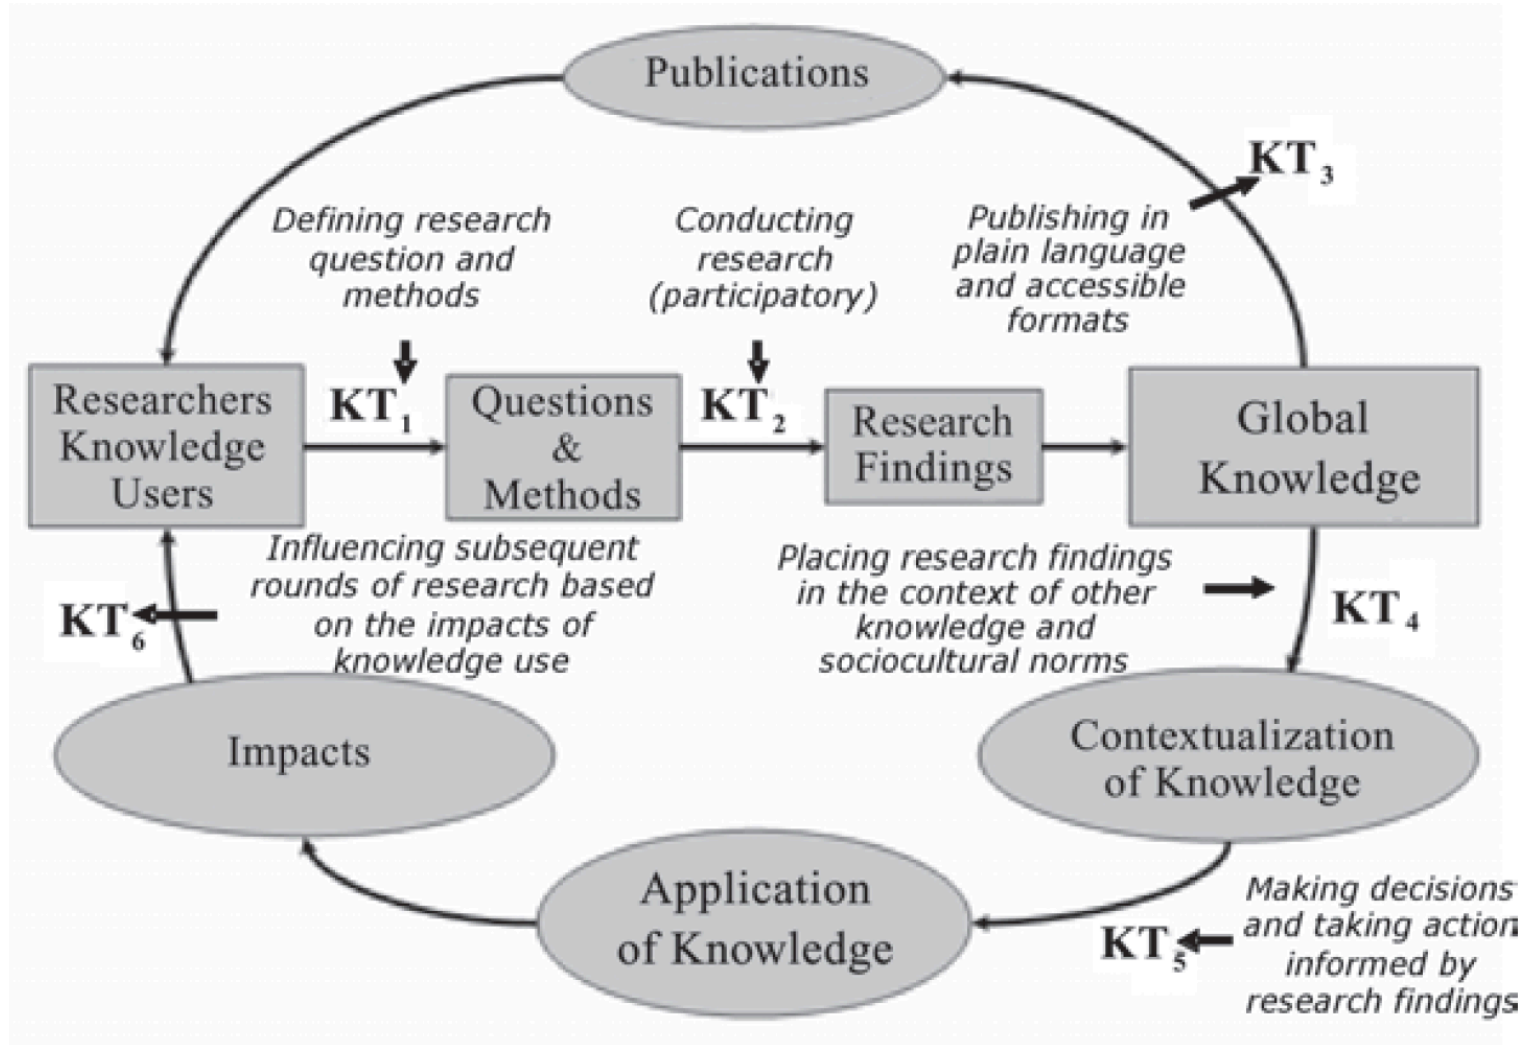 Publications
KT3
Defining research
question and
methods
Conducting
research
(participatory)
Publishing in
plain language
and accessible
formats
Researchers
Knowledge
Users
KT1
Questions
&
Methods
KT2
Research
Findings
Global
Knowledge
Influencing subsequent
rounds of research based
on the impacts of
knowledge use
KT6
Placing research findings
in the context of other
knowledge and
sociocultural norms
KT4
Impacts
Contextualization
of Knowledge
Application
of Knowledge
KT5
Making decisions
and taking action
informed by
research findings